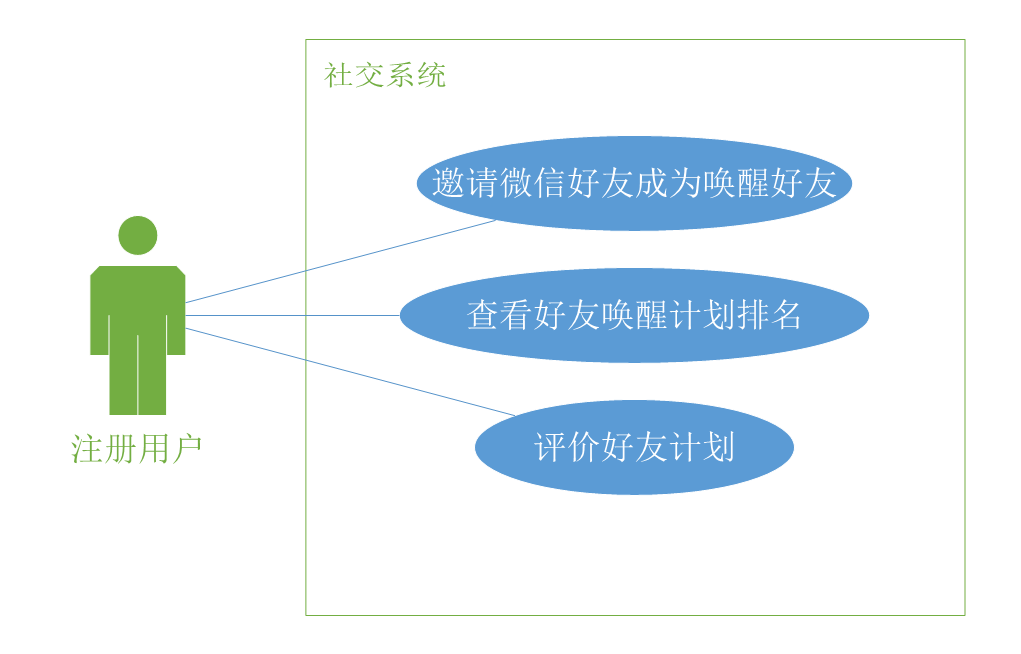 社交系统
邀请微信好友成为唤醒好友
查看好友唤醒计划排名
评价好友计划
注册用户